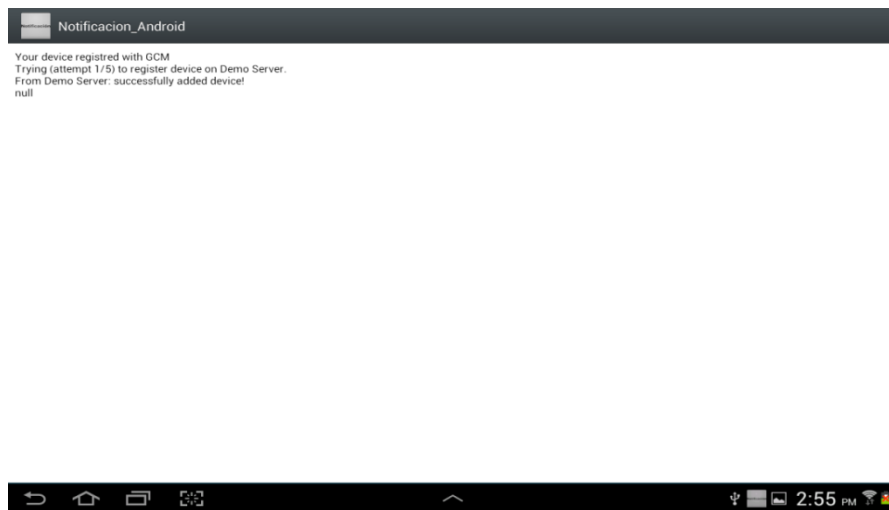 Notificacion_Android
Your device registred with GCM
Trying (attempt 1/5) to register device on Demo Server.
From Demo Server: successfully added device!
null
2:55 PM